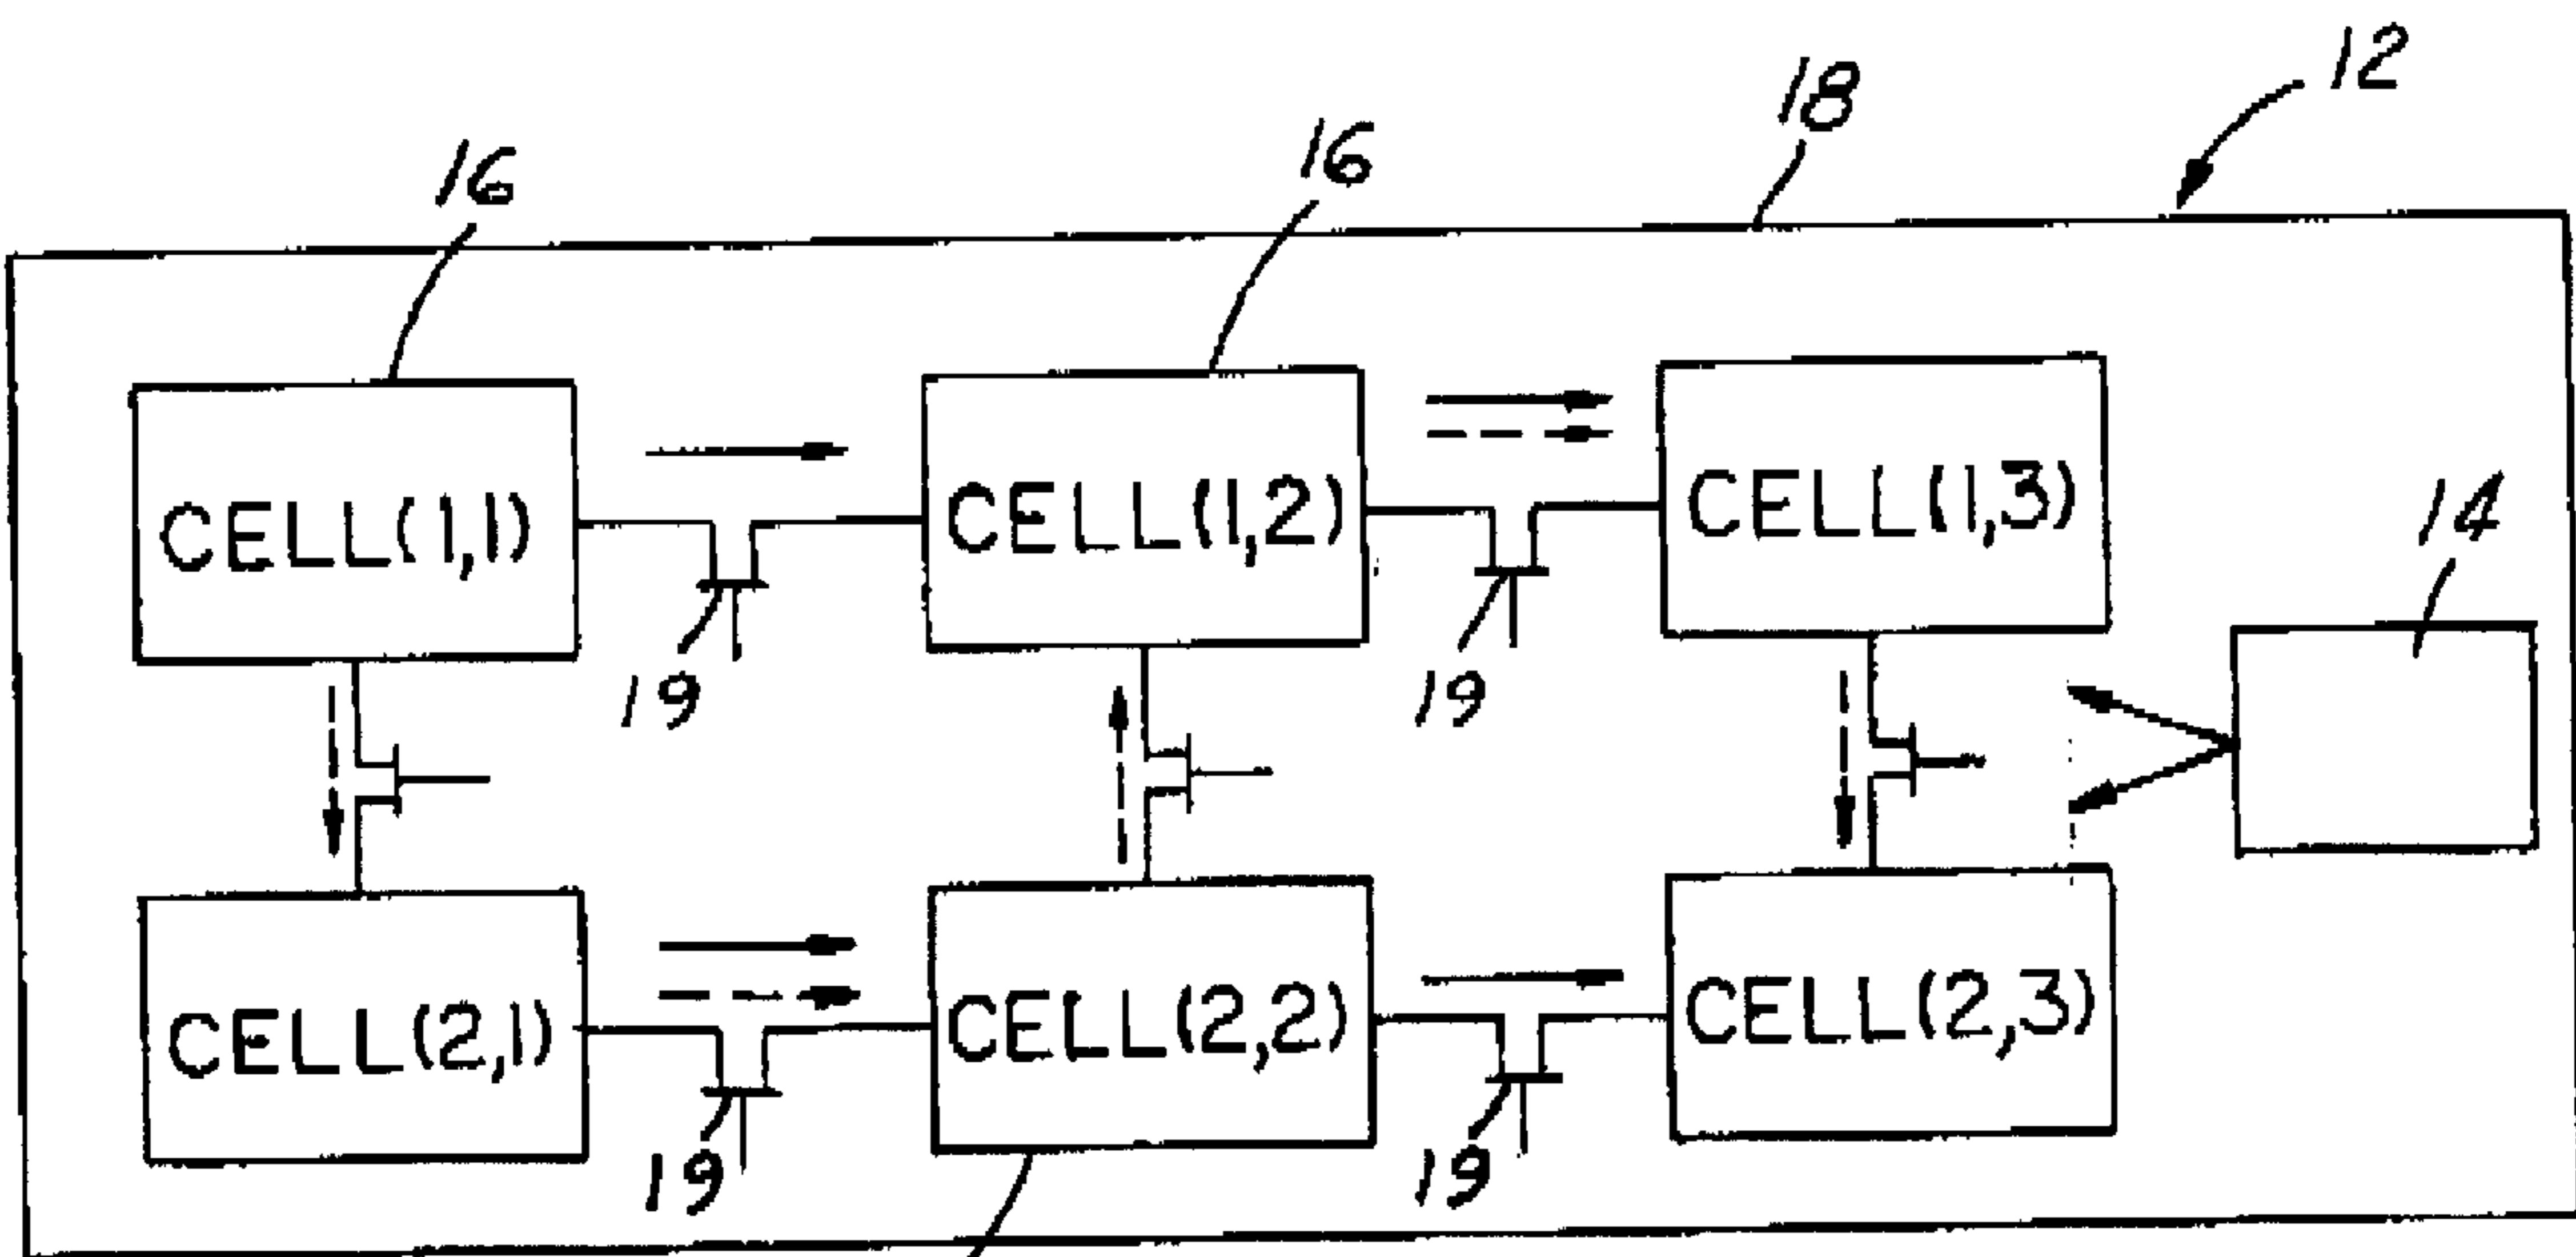 12
18
16
16
CELL(1,1)
CELL(1,2)
CELL(1,3)
14
19
19
CELL(2,1)
CELL(2,2)
CELL(2,3)
19
19